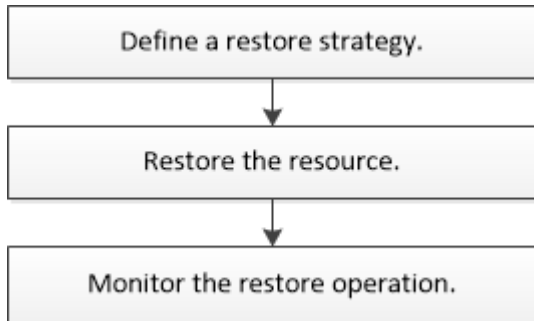 Define a restore strategy.
Restore the resource.
Monitor the restore operation.